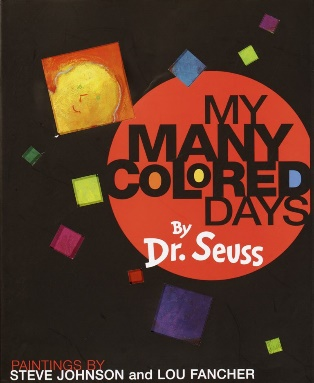 MY
MANY
COLORED
DAYS
By
Dr. Seuss
PAINTINGS BY
STEVE JOHNSON and LOU FANCHER